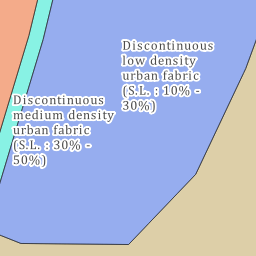 Discontinuous
low density
urban fabric
(S.L. : 10% -
30%)
Discontinuous
medium density
urban fabric
(S.L. : 30% -
50%)